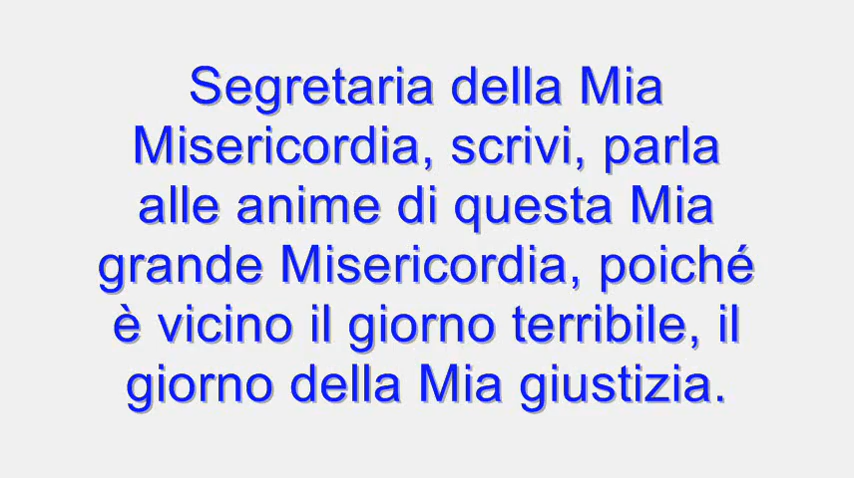 Segretaria della Mia
Misericordia, scrivi, parla
alle anime di questa Mia
grande Misericordia, poiché
è vicino il giorno terribile, il
giorno della Mia giustizia.